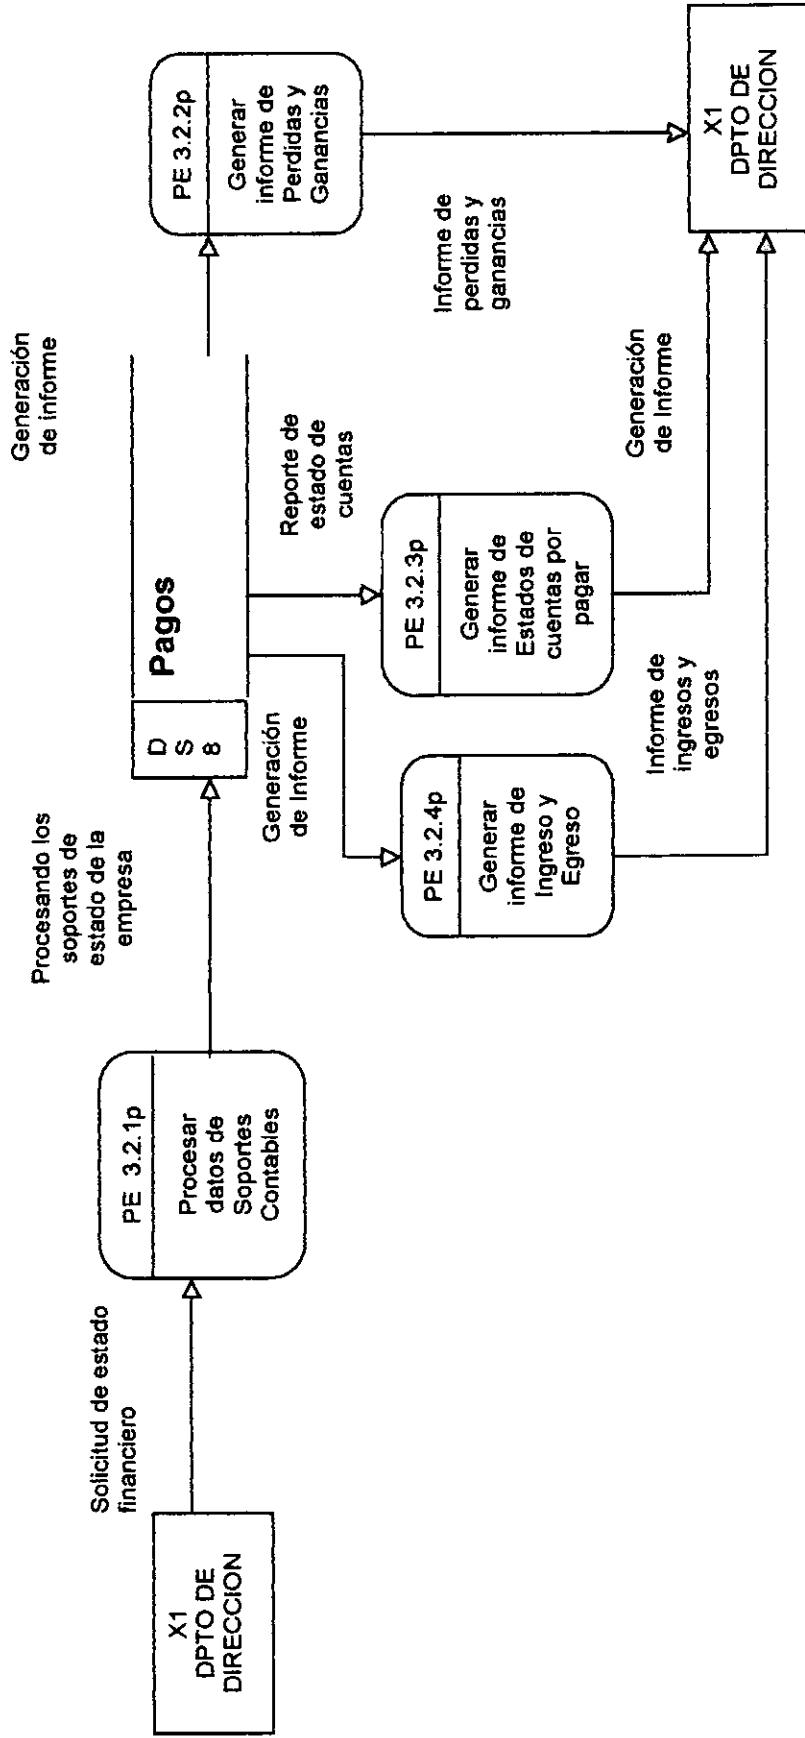 X1
DPTO DE
DIRECCION
Solicitud de estado
financiero
PE 3.2.1p
Procesar
datos de
Soportes
Contables
Procesando los
soportes de
estado de la
empresa
D
S
8
Pagos
Generación
de informe
PE 3.2.2p
Generar
informe de
Perdidas y
Ganancias
Generación
de Informe
Reporte de
estado de
cuentas
PE 3.2.4p
Generar
informe de
Ingreso y
Egreso
PE 3.2.3p
Generar
informe de
Estados de
cuentas por
pagar
Informe de
perdidas y
ganancias
Informe de
ingresos y
egresos
Generación
de Informe
X1
DPTO DE
DIRECCION